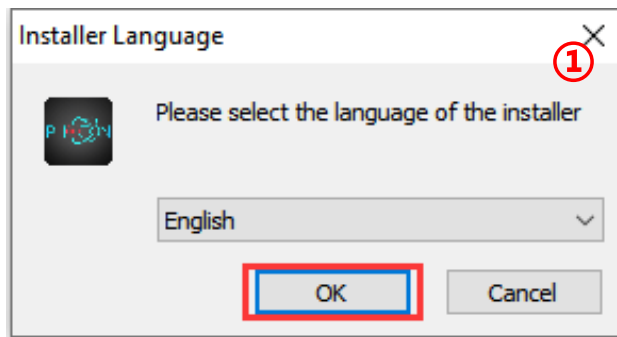 Installer Language
①
Please select the language of the installer
English
OK
Cancel